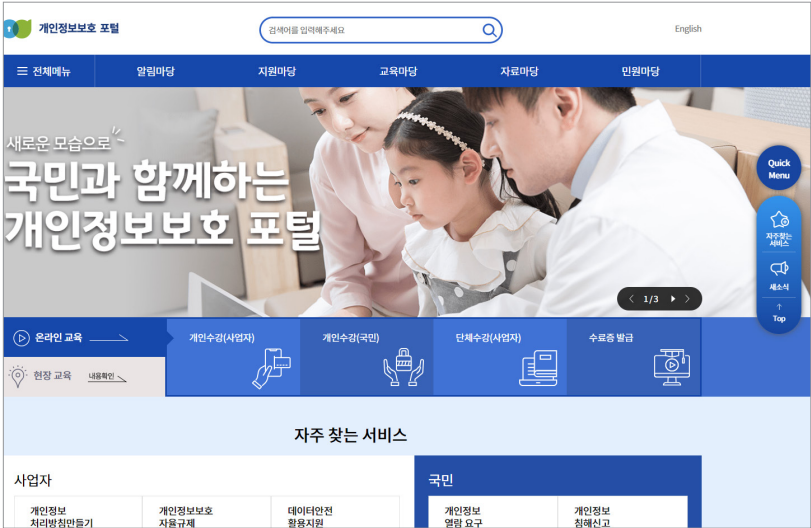 개인정보보호 포털
검색어를 입력해주세요
English
전체메뉴
알림마당
지원마당
교육마당
자료마당
민원마당
새로운 모습으로
국민과 함께하는
개인정보보호 포털
1/3
Quick
Menu
자주찾는
서비스
새소식
Top
온라인 교육
개인수강(사업자)
개인수강(국민)
단체수강(사업자)
수료증 발급
현장 교육
내용확인
자주 찾는 서비스
사업자
개인정보
처리방침만들기
개인정보보호
자율규제
데이터안전
활용지원
국민
개인정보
열람 요구
개인정보
침해신고